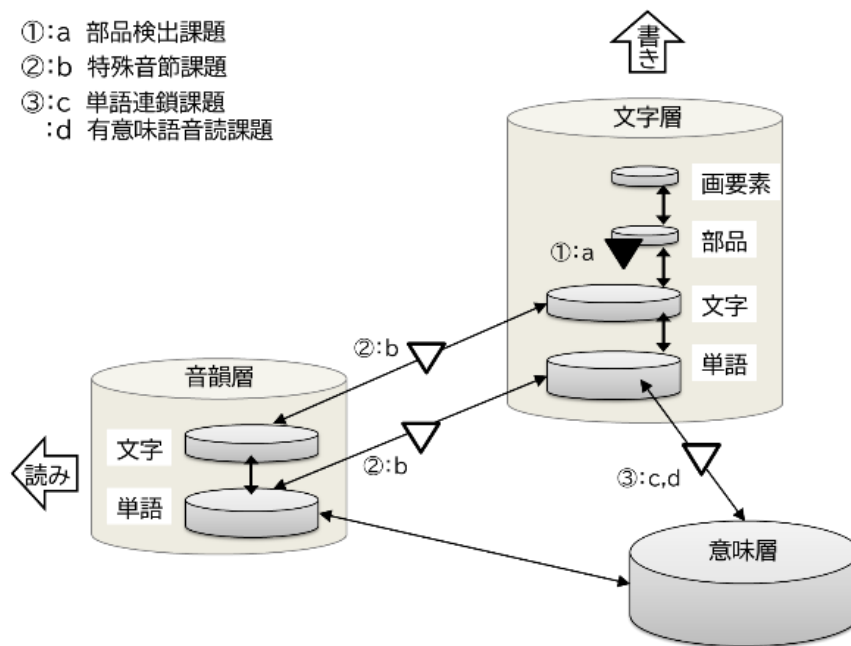 ①:a 部品検出課題
②:b 特殊音節課題
③:c 単語連鎖課題
:d 有意味語音読課題
書き
文字層
画要素
部品
①:a
文字
②:b
単語
音韻層
文字
②:b
読み
単語
③:c,d
意味層